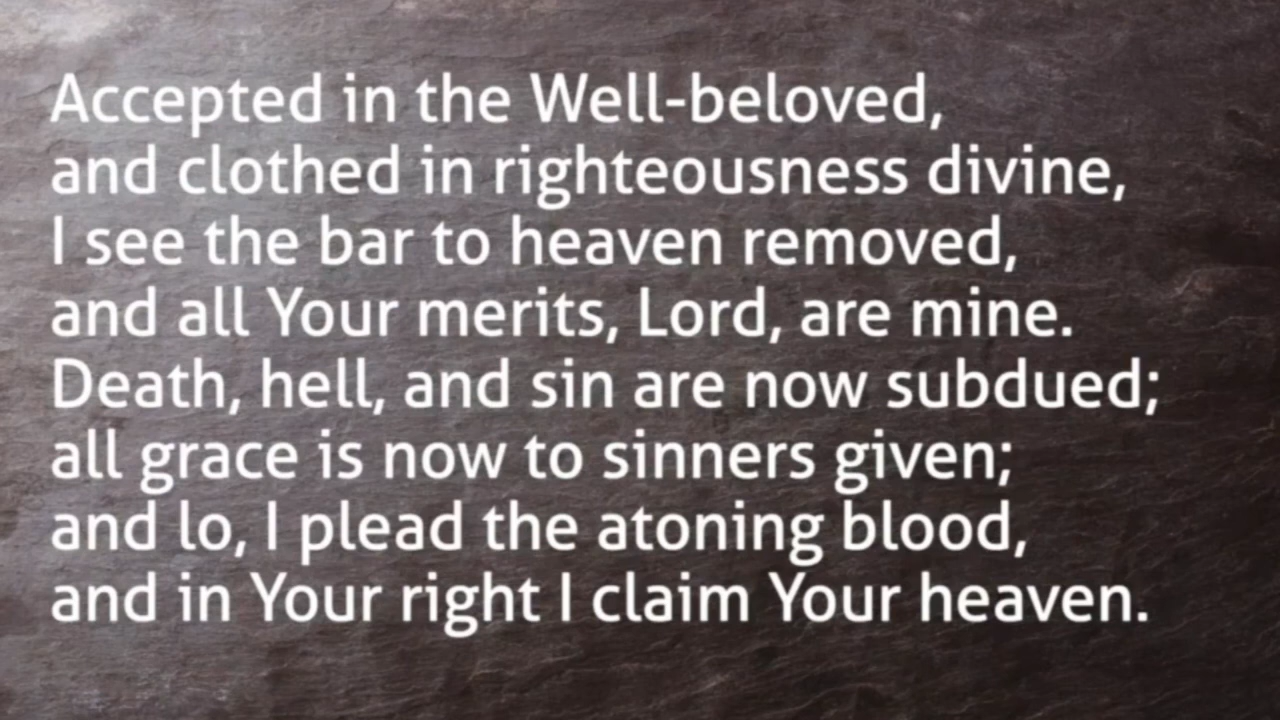 Accepted in the Well-beloved,
and clothed in righteousness divine,
I see the bar to heaven removed,
and all Your merits, Lord, are mine.
Death, hell, and sin are now subdued;
all grace is now to sinners given;
and lo, I plead the atoning blood,
and in Your right I claim Your heaven.